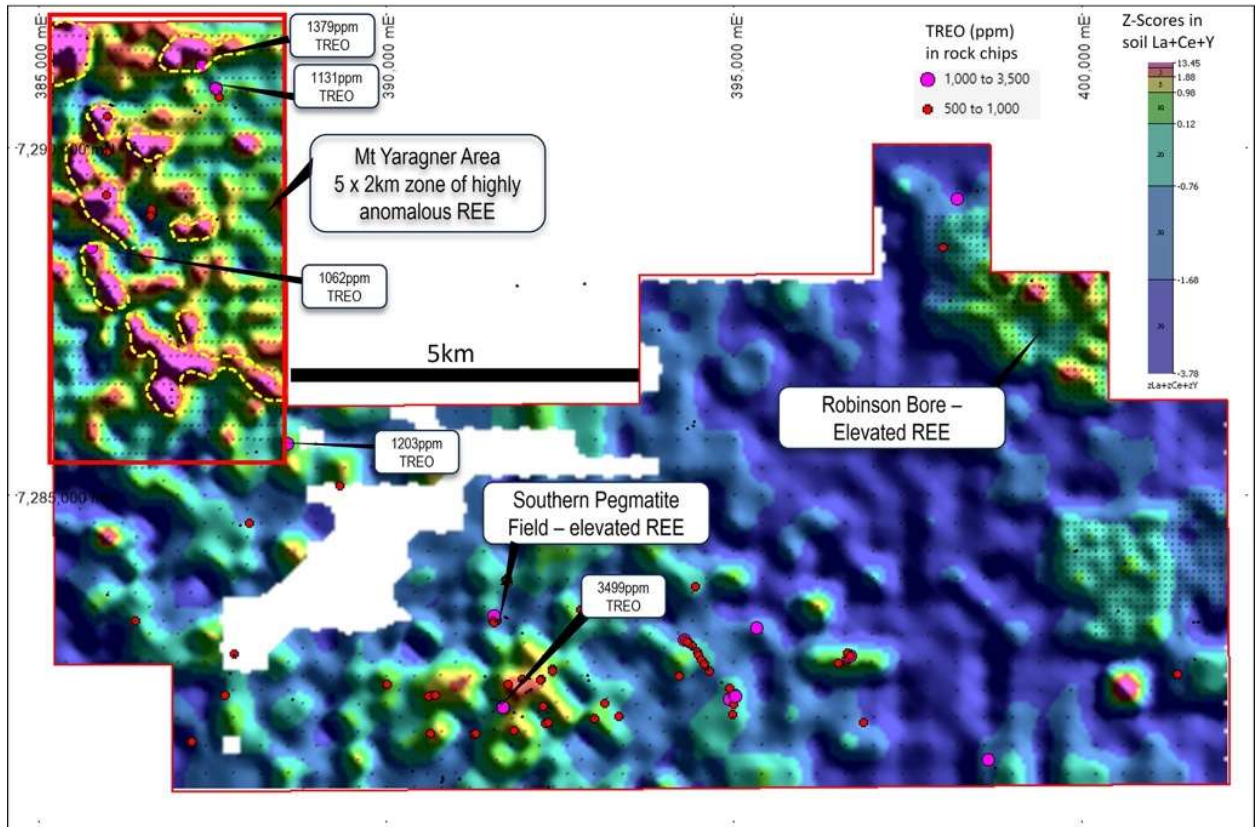 385,000 mE
390,000 mE
395,000 mE
400,000 mE
7,290,000 mN
7,285,000 mN
1379ppm
TREO
1131ppm
TREO
Mt Yaragner Area
5 x 2km zone of highly
anomalous REE
1062ppm
TREO
5km
1203ppm
TREO
Southern Pegmatite
Field – elevated REE
3499ppm
TREO
Robinson Bore –
Elevated REE
TREO (ppm)
in rock chips
1,000 to 3,500
500 to 1,000
Z-Scores in
soil La+Ce+Y
13.45
1.88
0.98
0.12
-0.76
-1.68
-3.78
zLa+zCe+zY